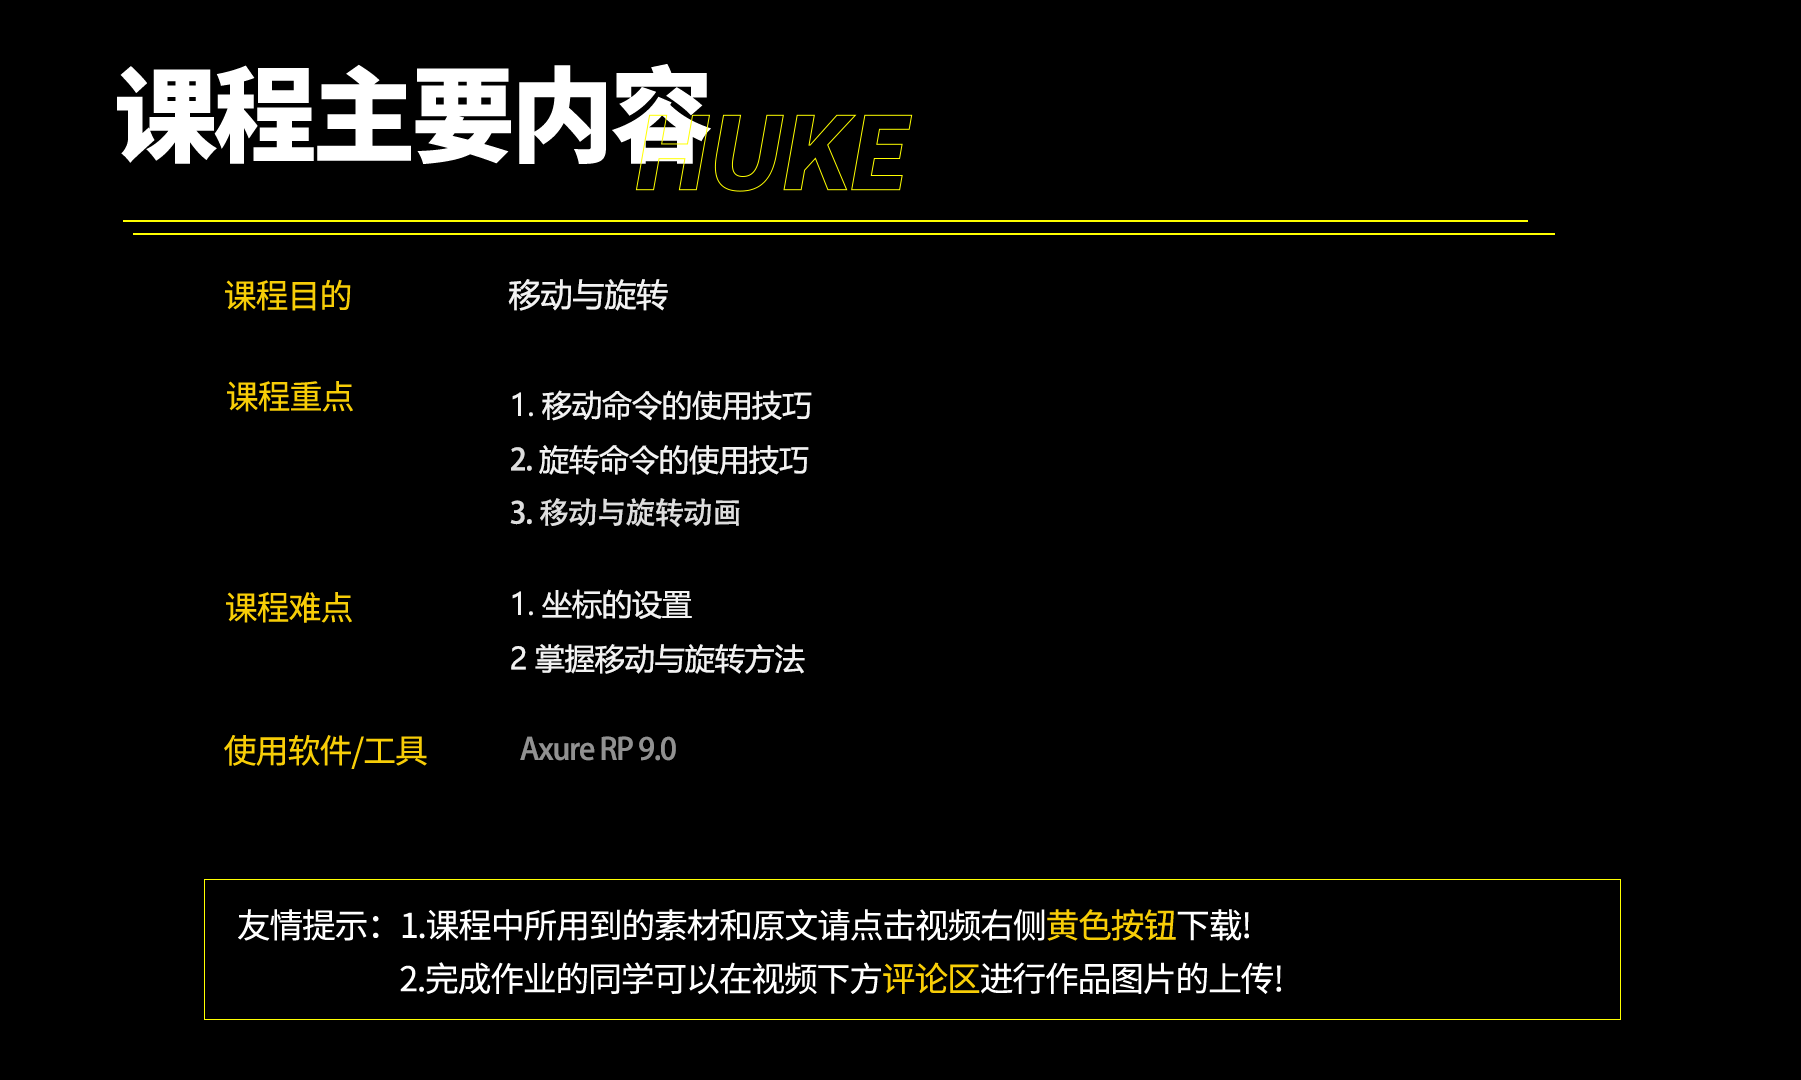 课程主要内容
HUKE
课程目的 移动与旋转
课程重点 1. 移动命令的使用技巧
2. 旋转命令的使用技巧
3. 移动与旋转动画
课程难点 1. 坐标的设置
2 掌握移动与旋转方法
使用软件/工具 Axure RP 9.0
友情提示：1.课程中所用到的素材和原文请点击视频右侧黄色按钮下载!
2.完成作业的同学可以在视频下方评论区进行作品图片的上传!